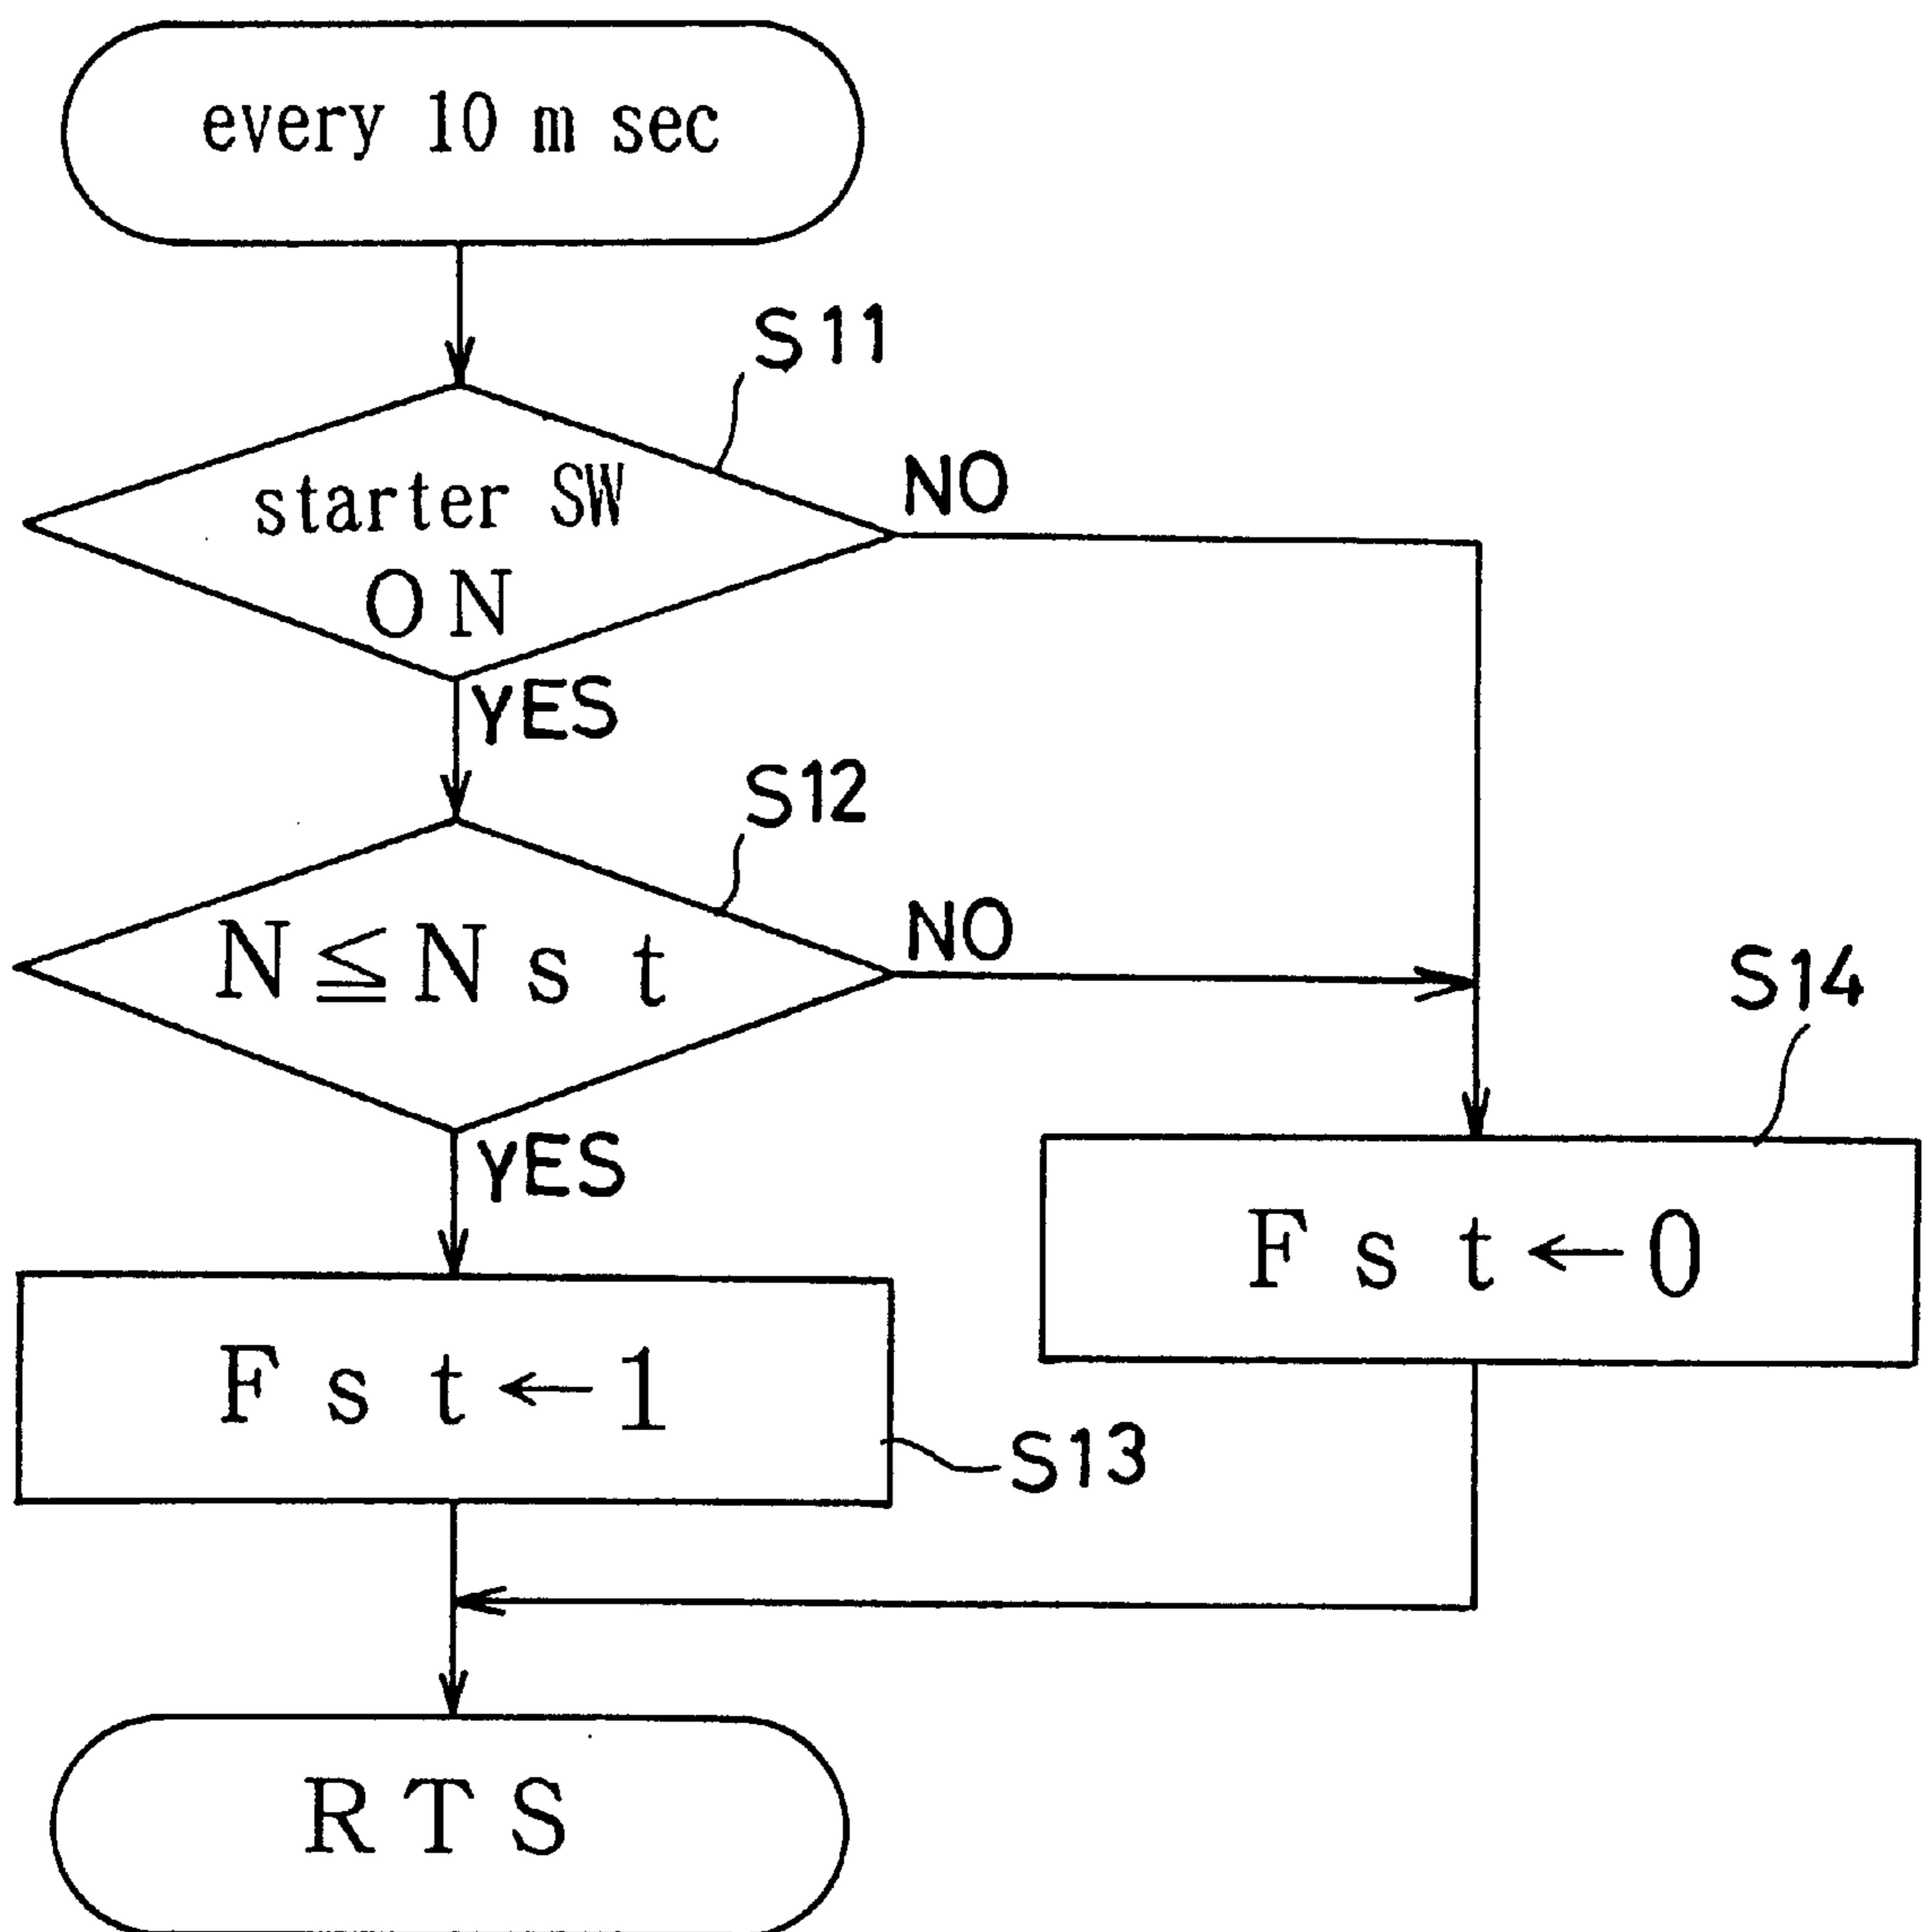 every 10 m sec
S11
starter SW
ON
NO
YES
S12
N≦Nst
NO
YES
S14
Fst←0
Fst←1
S13
RTS